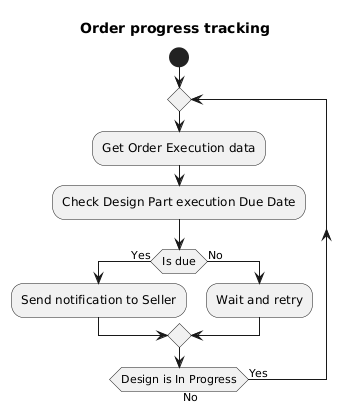 Order progress tracking
Get Order Execution data
Check Design Part execution Due Date
Yes
Is due
No
Send notification to Seller
Wait and retry
Design is In Progress
Yes
No